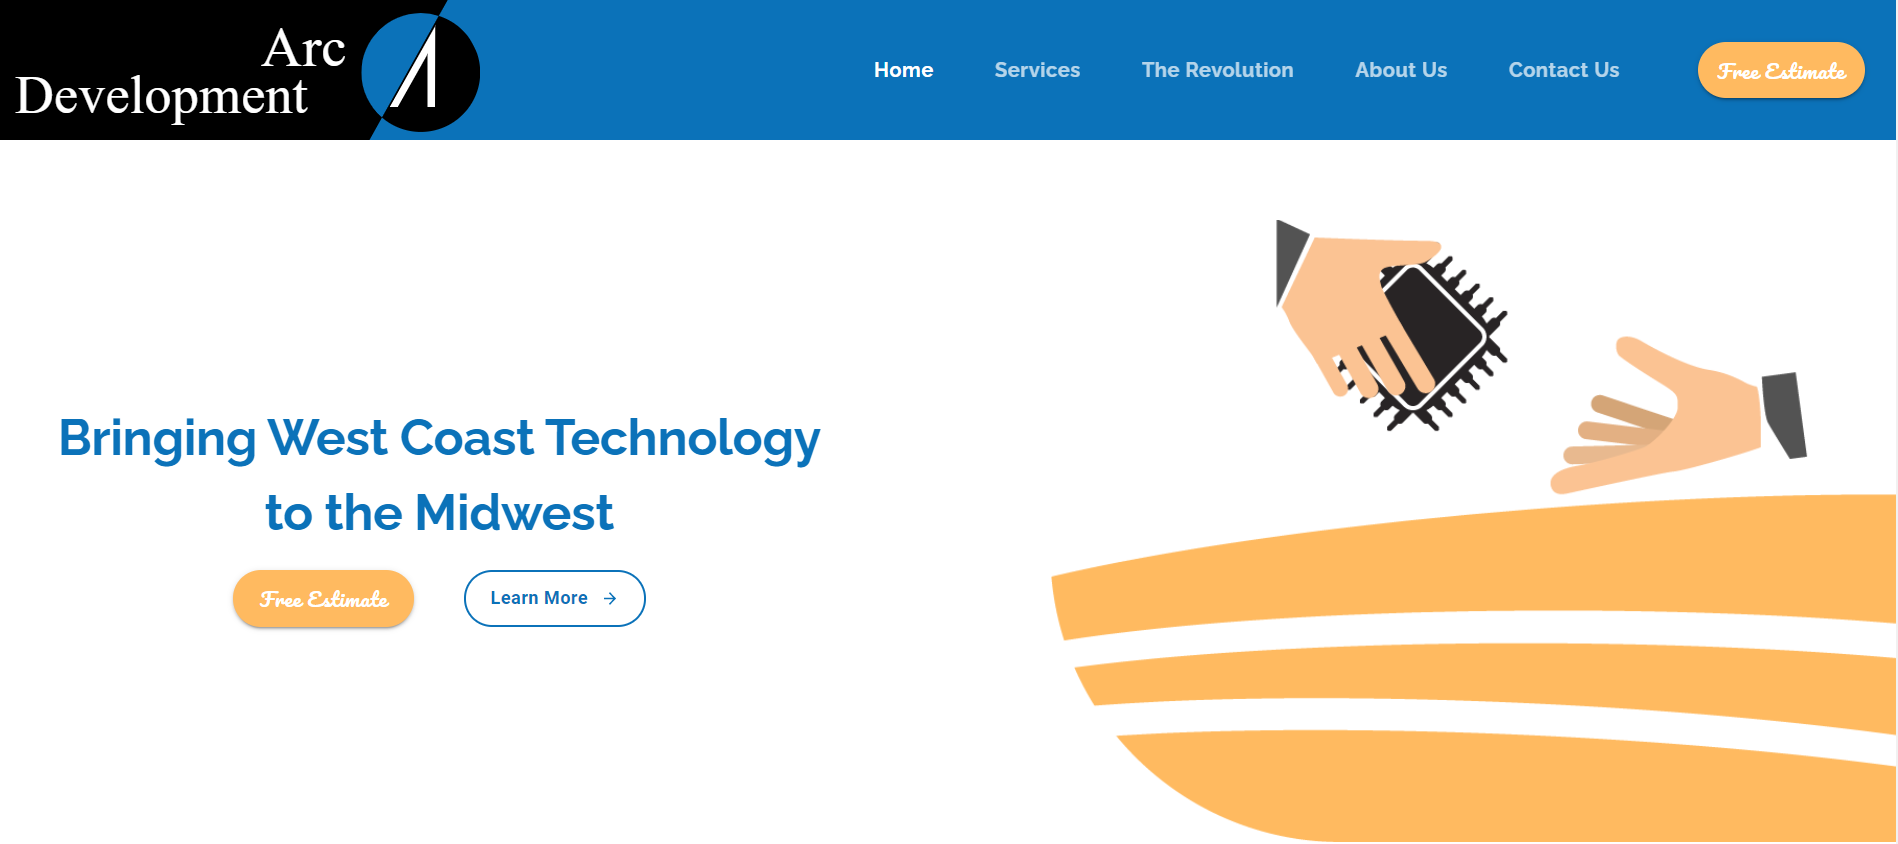 Arc
Development
Home
Services
The Revolution
About Us
Contact Us
Free Estimate
Bringing West Coast Technology
to the Midwest
Free Estimate
Learn More →